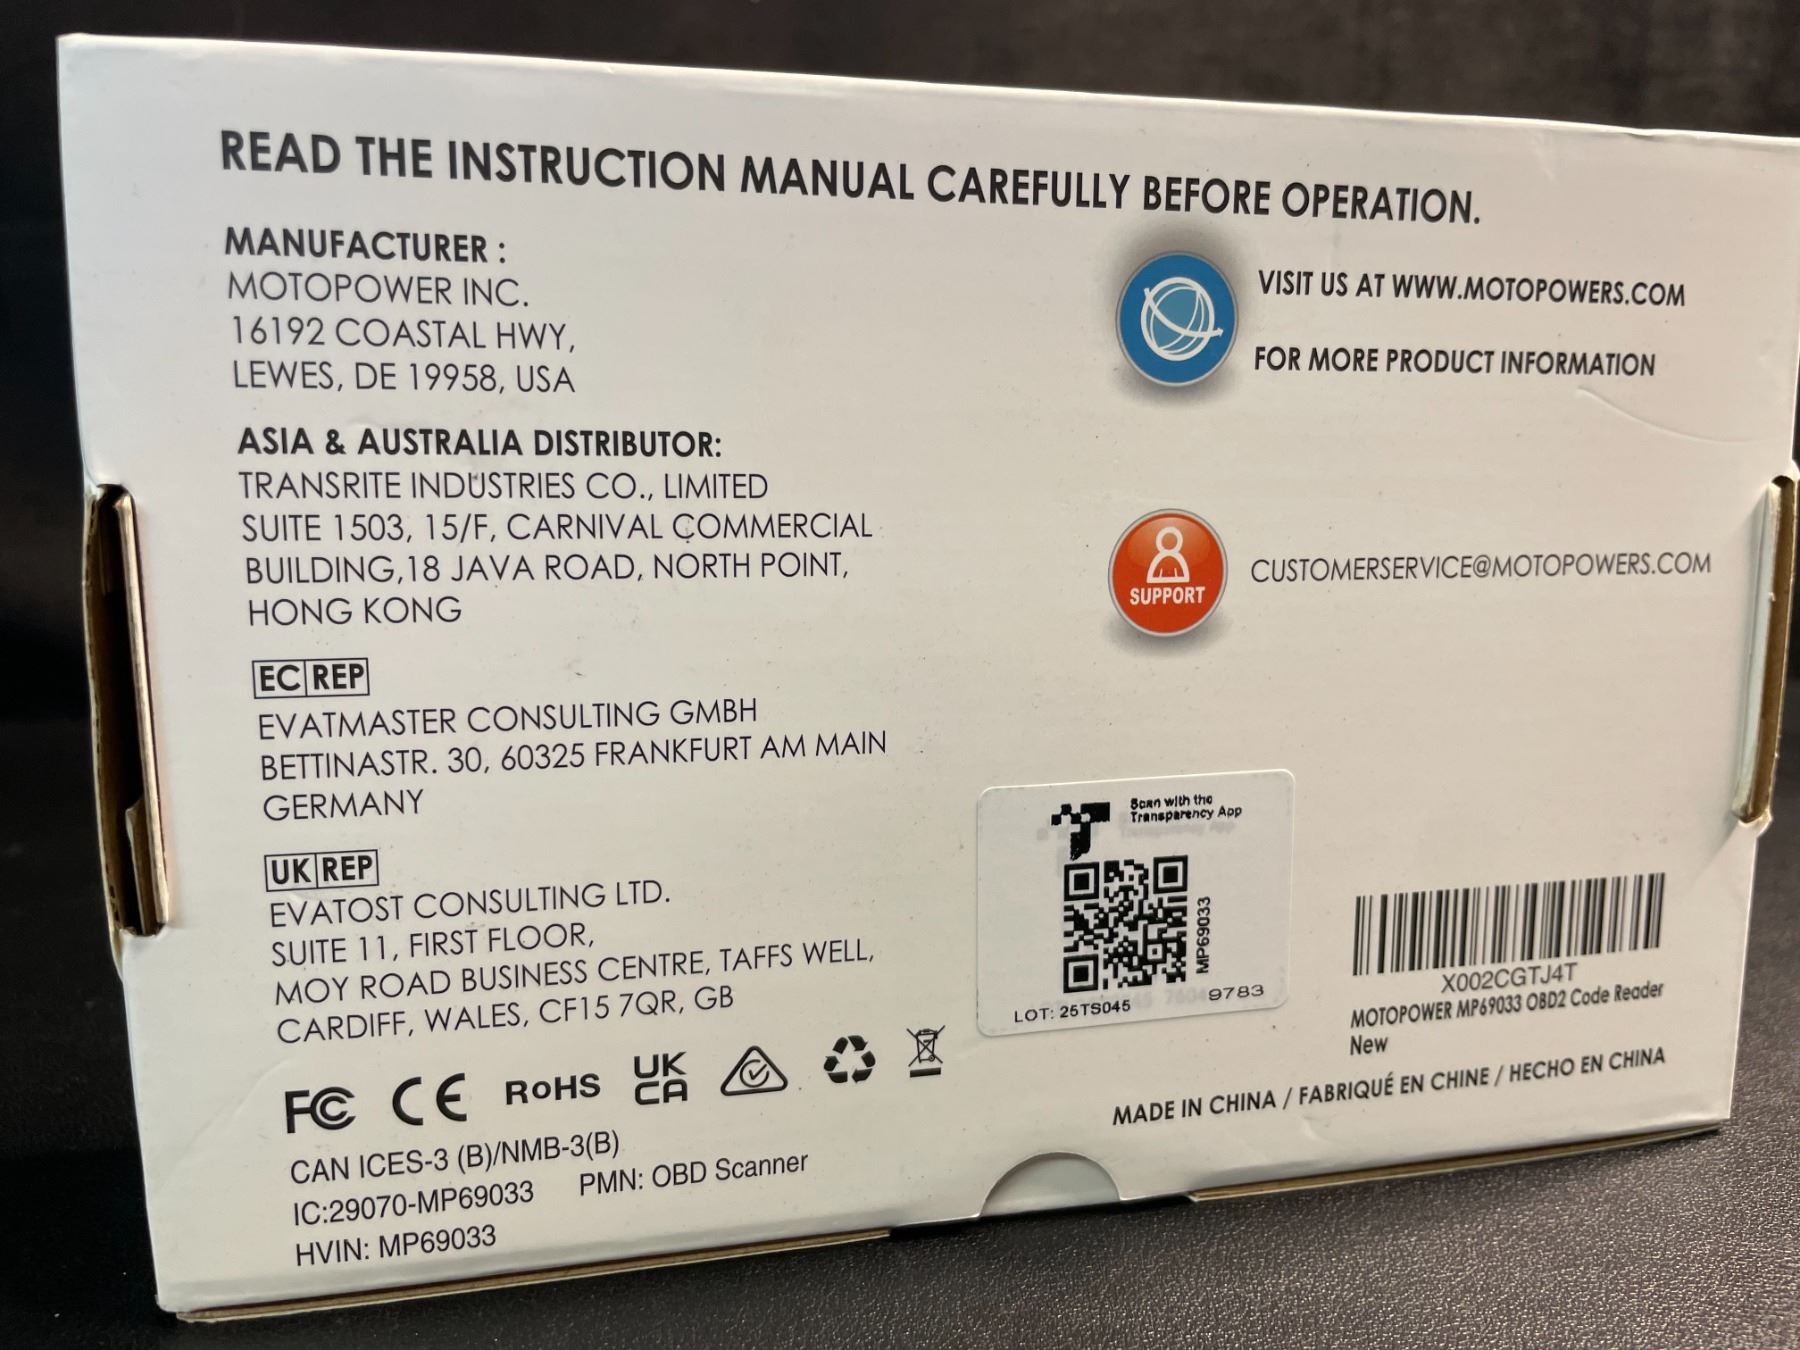 READ THE INSTRUCTION MANUAL CAREFULLY BEFORE OPERATION.
MANUFACTURER :
MOTOPOWER INC.
16192 COASTAL HWY,
LEWES, DE 19958, USA
ASIA & AUSTRALIA DISTRIBUTOR:
TRANSRITE INDUSTRIES CO., LIMITED
SUITE 1503, 15/F, CARNIVAL COMMERCIAL
BUILDING,18 JAVA ROAD, NORTH POINT,
HONG KONG
EC REP
EVATMASTER CONSULTING GMBH
BETTINASTR. 30, 60325 FRANKFURT AM MAIN
GERMANY
UK REP
EVATOST CONSULTING LTD.
SUITE 11, FIRST FLOOR,
MOY ROAD BUSINESS CENTRE, TAFFS WELL,
CARDIFF, WALES, CF15 7QR, GB
FC CE RoHS UK
CA
CAN ICES-3 (B)/NMB-3(B)
IC:29070-MP69033 PMN: OBD Scanner
HVIN: MP69033
VISIT US AT WWW.MOTOPOWERS.COM
FOR MORE PRODUCT INFORMATION
SUPPORT
CUSTOMERSERVICE@MOTOPOWERS.COM
Scan with the
Transparency App
MP69033
LOT: 25TS045 9783
X002CGTJ4T
MOTOPOWER MP69033 OBD2 Code Reader
New
MADE IN CHINA / FABRIQUÉ EN CHINE / HECHO EN CHINA